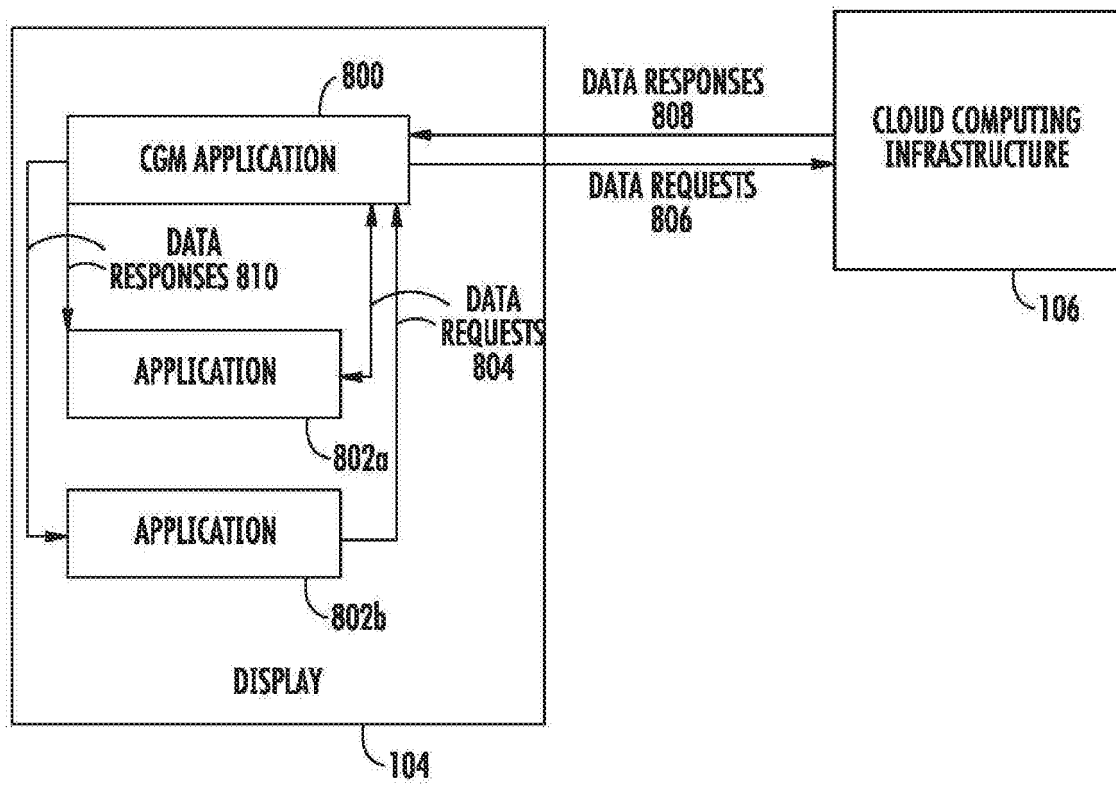 800
CGM APPLICATION
DATA RESPONSES
808
DATA REQUESTS
806
CLOUD COMPUTING
INFRASTRUCTURE
106
DATA
RESPONSES 810
DATA
REQUESTS
804
APPLICATION
802a
APPLICATION
802b
DISPLAY
104